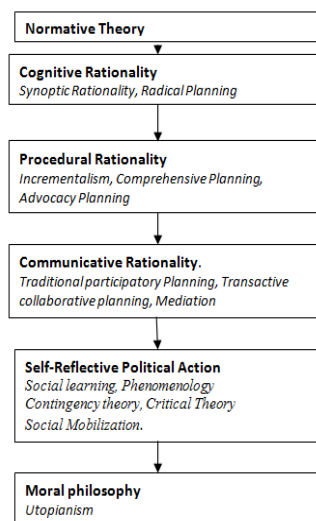 Normative Theory
Cognitive Rationality
Synoptic Rationality, Radical Planning
Procedural Rationality
Incrementalism, Comprehensive Planning,
Advocacy Planning
Communicative Rationality.
Traditional participatory Planning, Transactive
collaborative planning, Mediation
Self-Reflective Political Action
Social learning, Phenomenology
Contingency theory, Critical Theory
Social Mobilization.
Moral philosophy
Utopianism